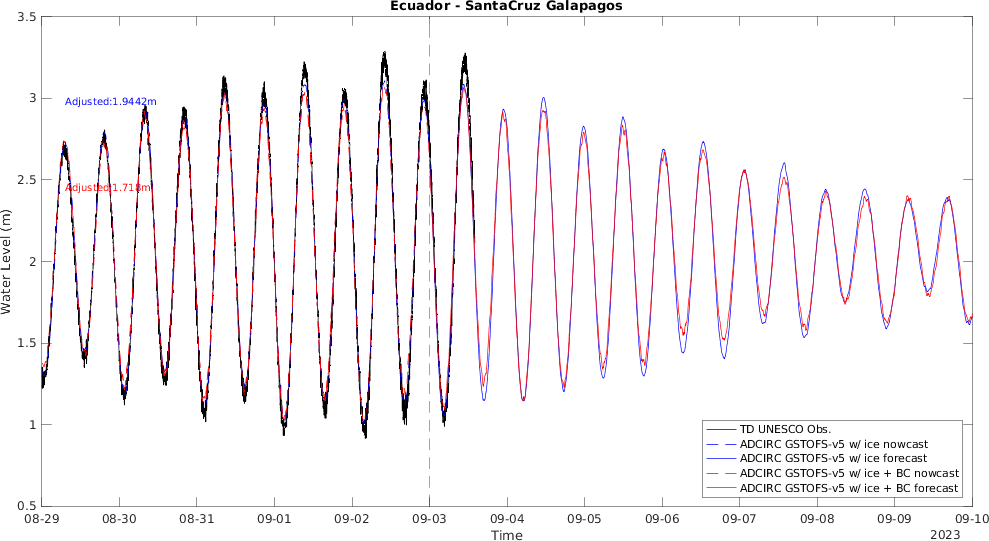 Ecuador - SantaCruz Galapagos
3.5
3
2.5
2
1.5
1
0.5
Water Level (m)
Adjusted:1.9442m
Adjusted:1.718m
TD UNESCO Obs.
ADCIRC GSTOFS-v5 w/ ice nowcast
ADCIRC GSTOFS-v5 w/ ice forecast
ADCIRC GSTOFS-v5 w/ ice + BC nowcast
ADCIRC GSTOFS-v5 w/ ice + BC forecast
08-29 08-30 08-31 09-01 09-02 09-03 09-04 09-05 09-06 09-07 09-08 09-09 09-10
Time
2023